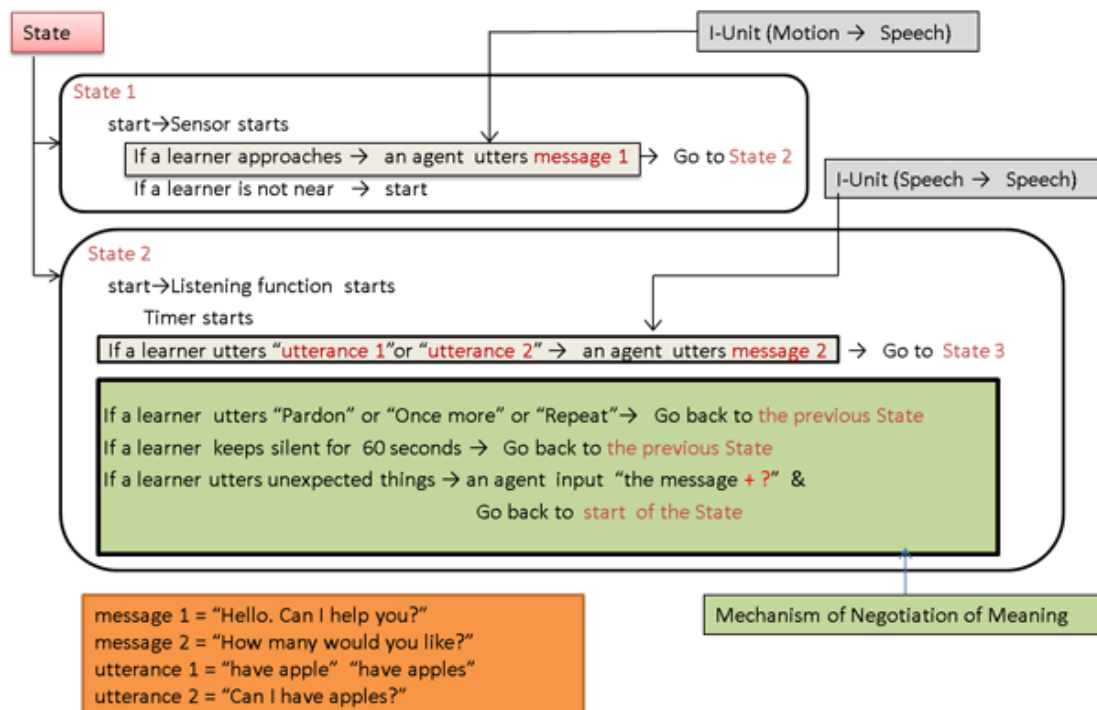 State
I-Unit (Motion → Speech)
State 1
start→Sensor starts
If a learner approaches → an agent utters message 1 → Go to State 2
If a learner is not near → start
I-Unit (Speech → Speech)
State 2
start→Listening function starts
Timer starts
If a learner utters “utterance 1”or “utterance 2” → an agent utters message 2 → Go to State 3
If a learner utters “Pardon” or “Once more” or “Repeat”→ Go back to the previous State
If a learner keeps silent for 60 seconds → Go back to the previous State
If a learner utters unexpected things → an agent input “the message + ?” &
Go back to start of the State
message 1 = “Hello. Can I help you?”
message 2 = “How many would you like?”
utterance 1 = “have apple” “have apples”
utterance 2 = “Can I have apples?”
Mechanism of Negotiation of Meaning